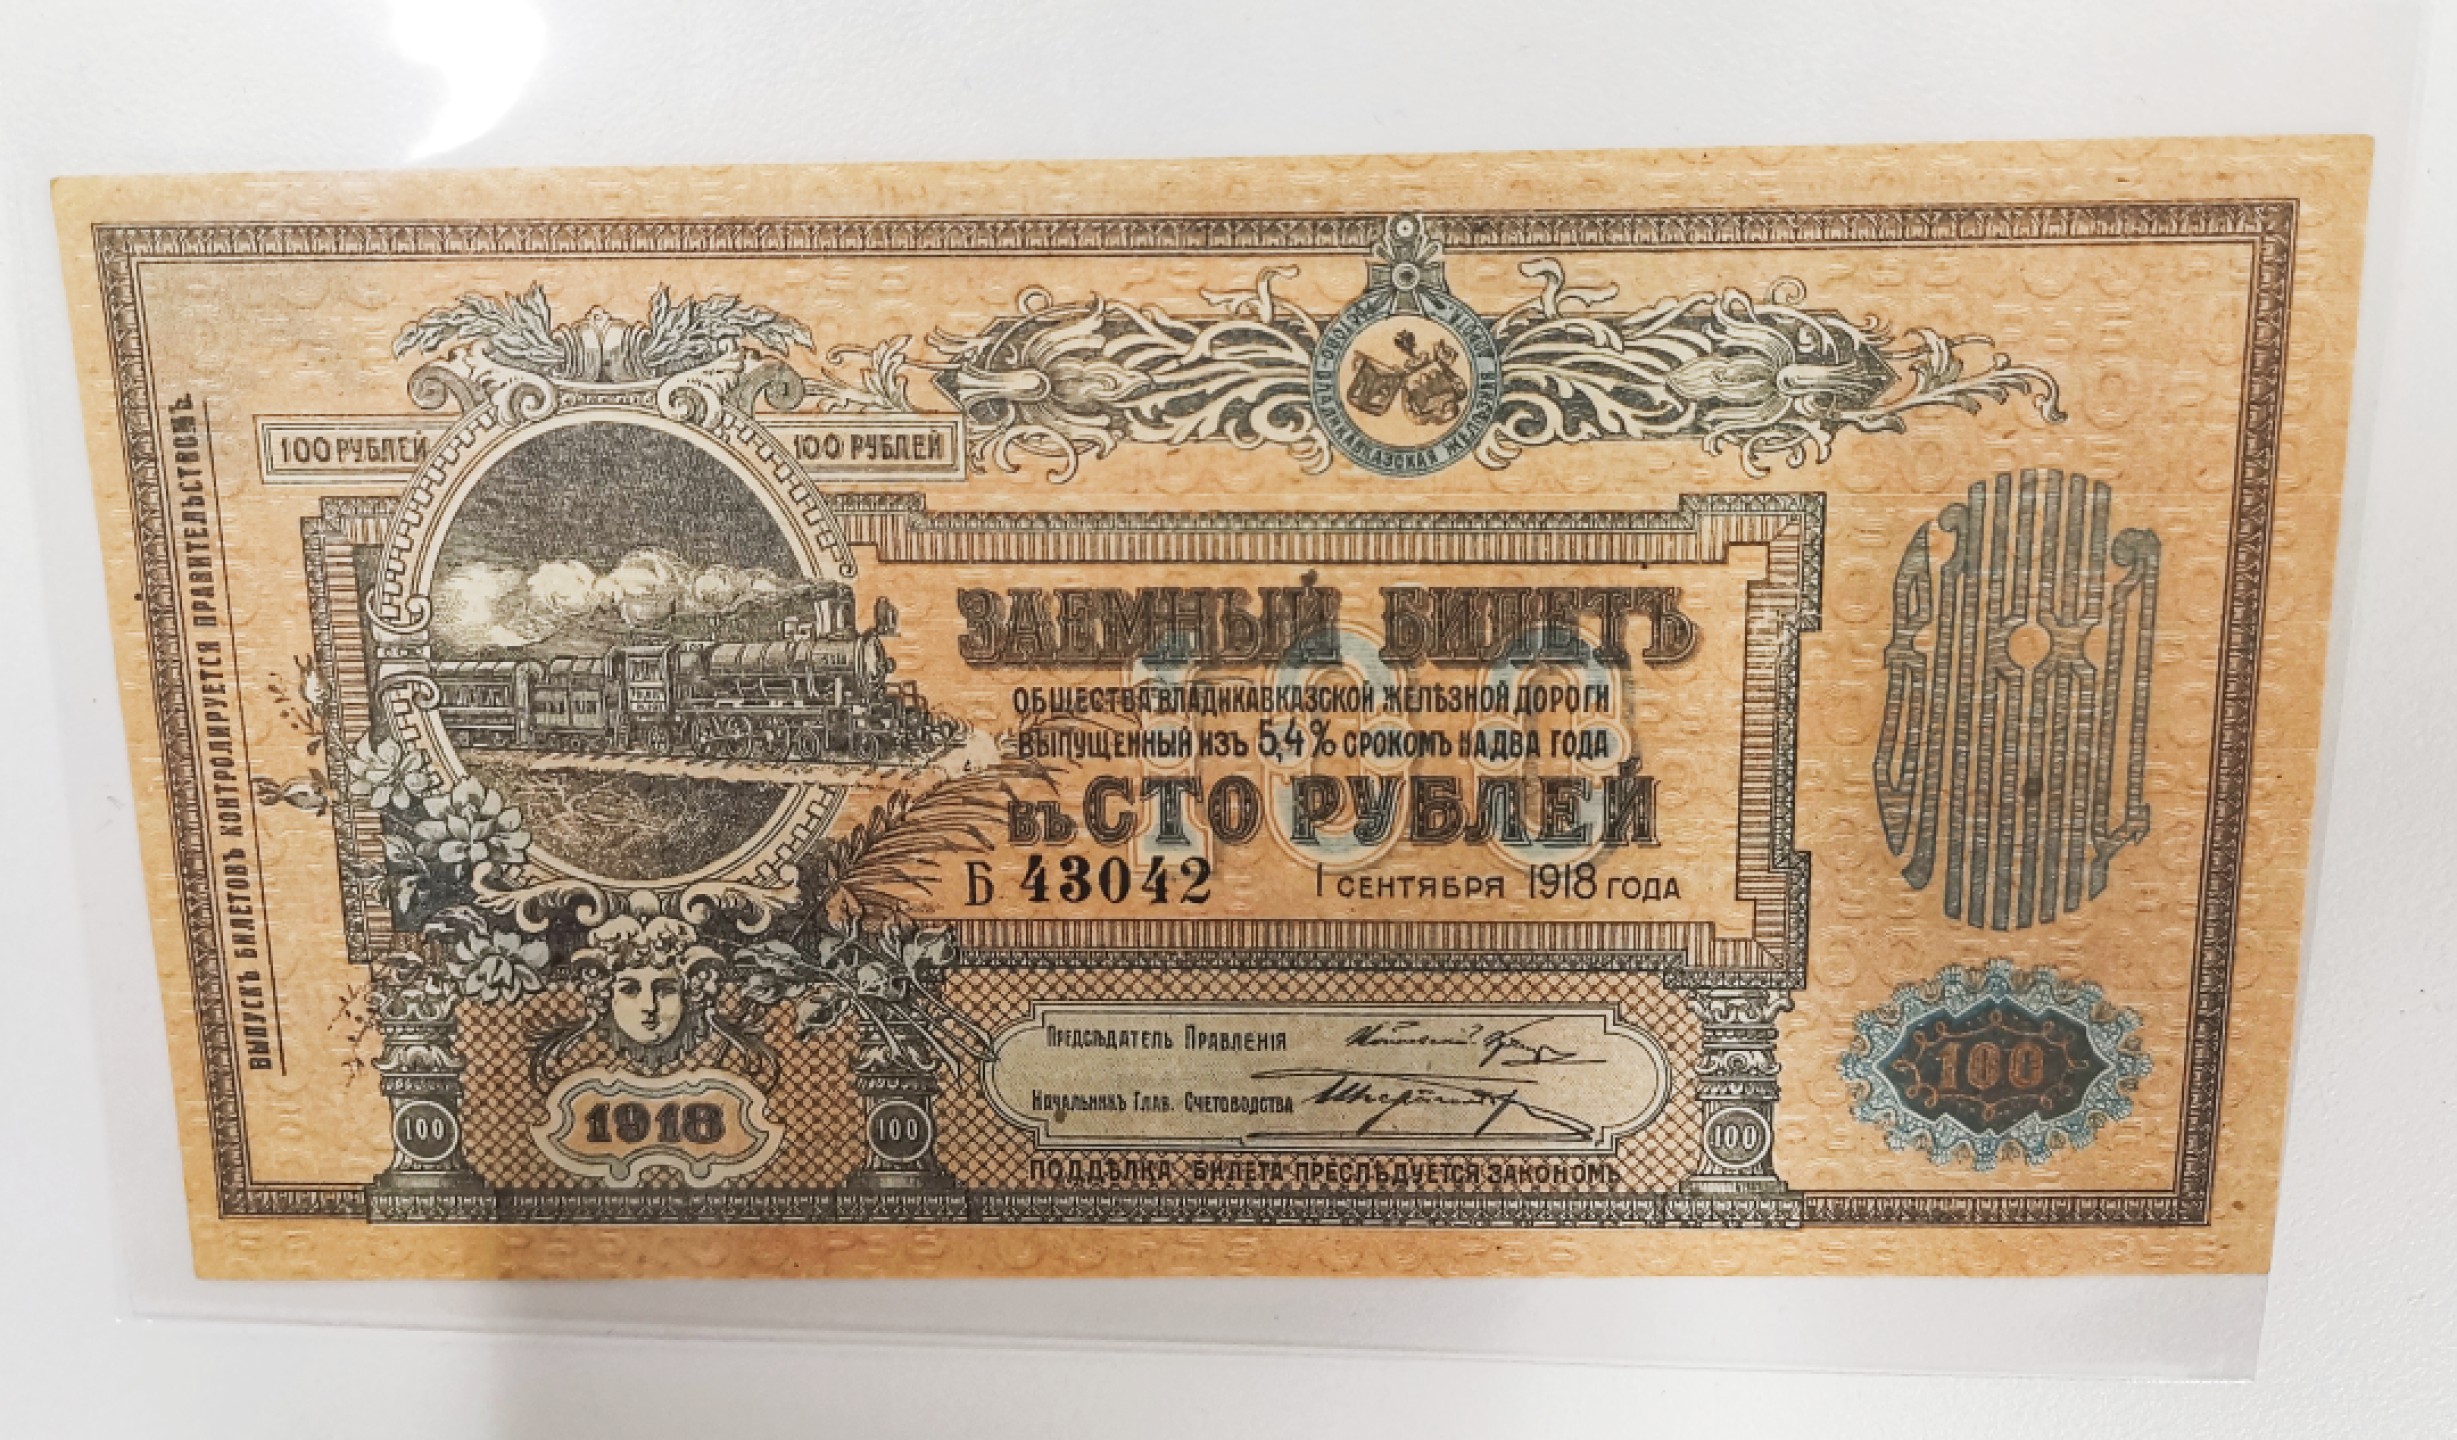 100 РУБЛЕЙ
100 РУБЛЕЙ
ВЛАДИКАВКАЗСКАЯ ЖЕЛѢЗНАЯ ДОРОГА
ВЫПУСКЪ БИЛЕТОВЪ КОНТРОЛИРУЕТСЯ ПРАВИТЕЛЬСТВОМЪ
ЗАЕМНЫЙ БИЛЕТЪ
100
ОБЩЕСТВА ВЛАДИКАВКАЗСКОЙ ЖЕЛѢЗНОЙ ДОРОГИ
ВЫПУЩЕННЫЙ ИЗЪ 5,4% СРОКОМЪ НА ДВА ГОДА
ВЪ СТО РУБЛЕЙ
Б 43042
1 СЕНТЯБРЯ 1918 ГОДА
ПРЕДСѢДАТЕЛЬ ПРАВЛЕНІЯ
НАЧАЛЬНИКЪ ГЛАВ. СЧЕТОВОДСТВА
1918
100
100
100
100
ПОДДѢЛКА БИЛЕТА ПРЕСЛѢДУЕТСЯ ЗАКОНОМЪ